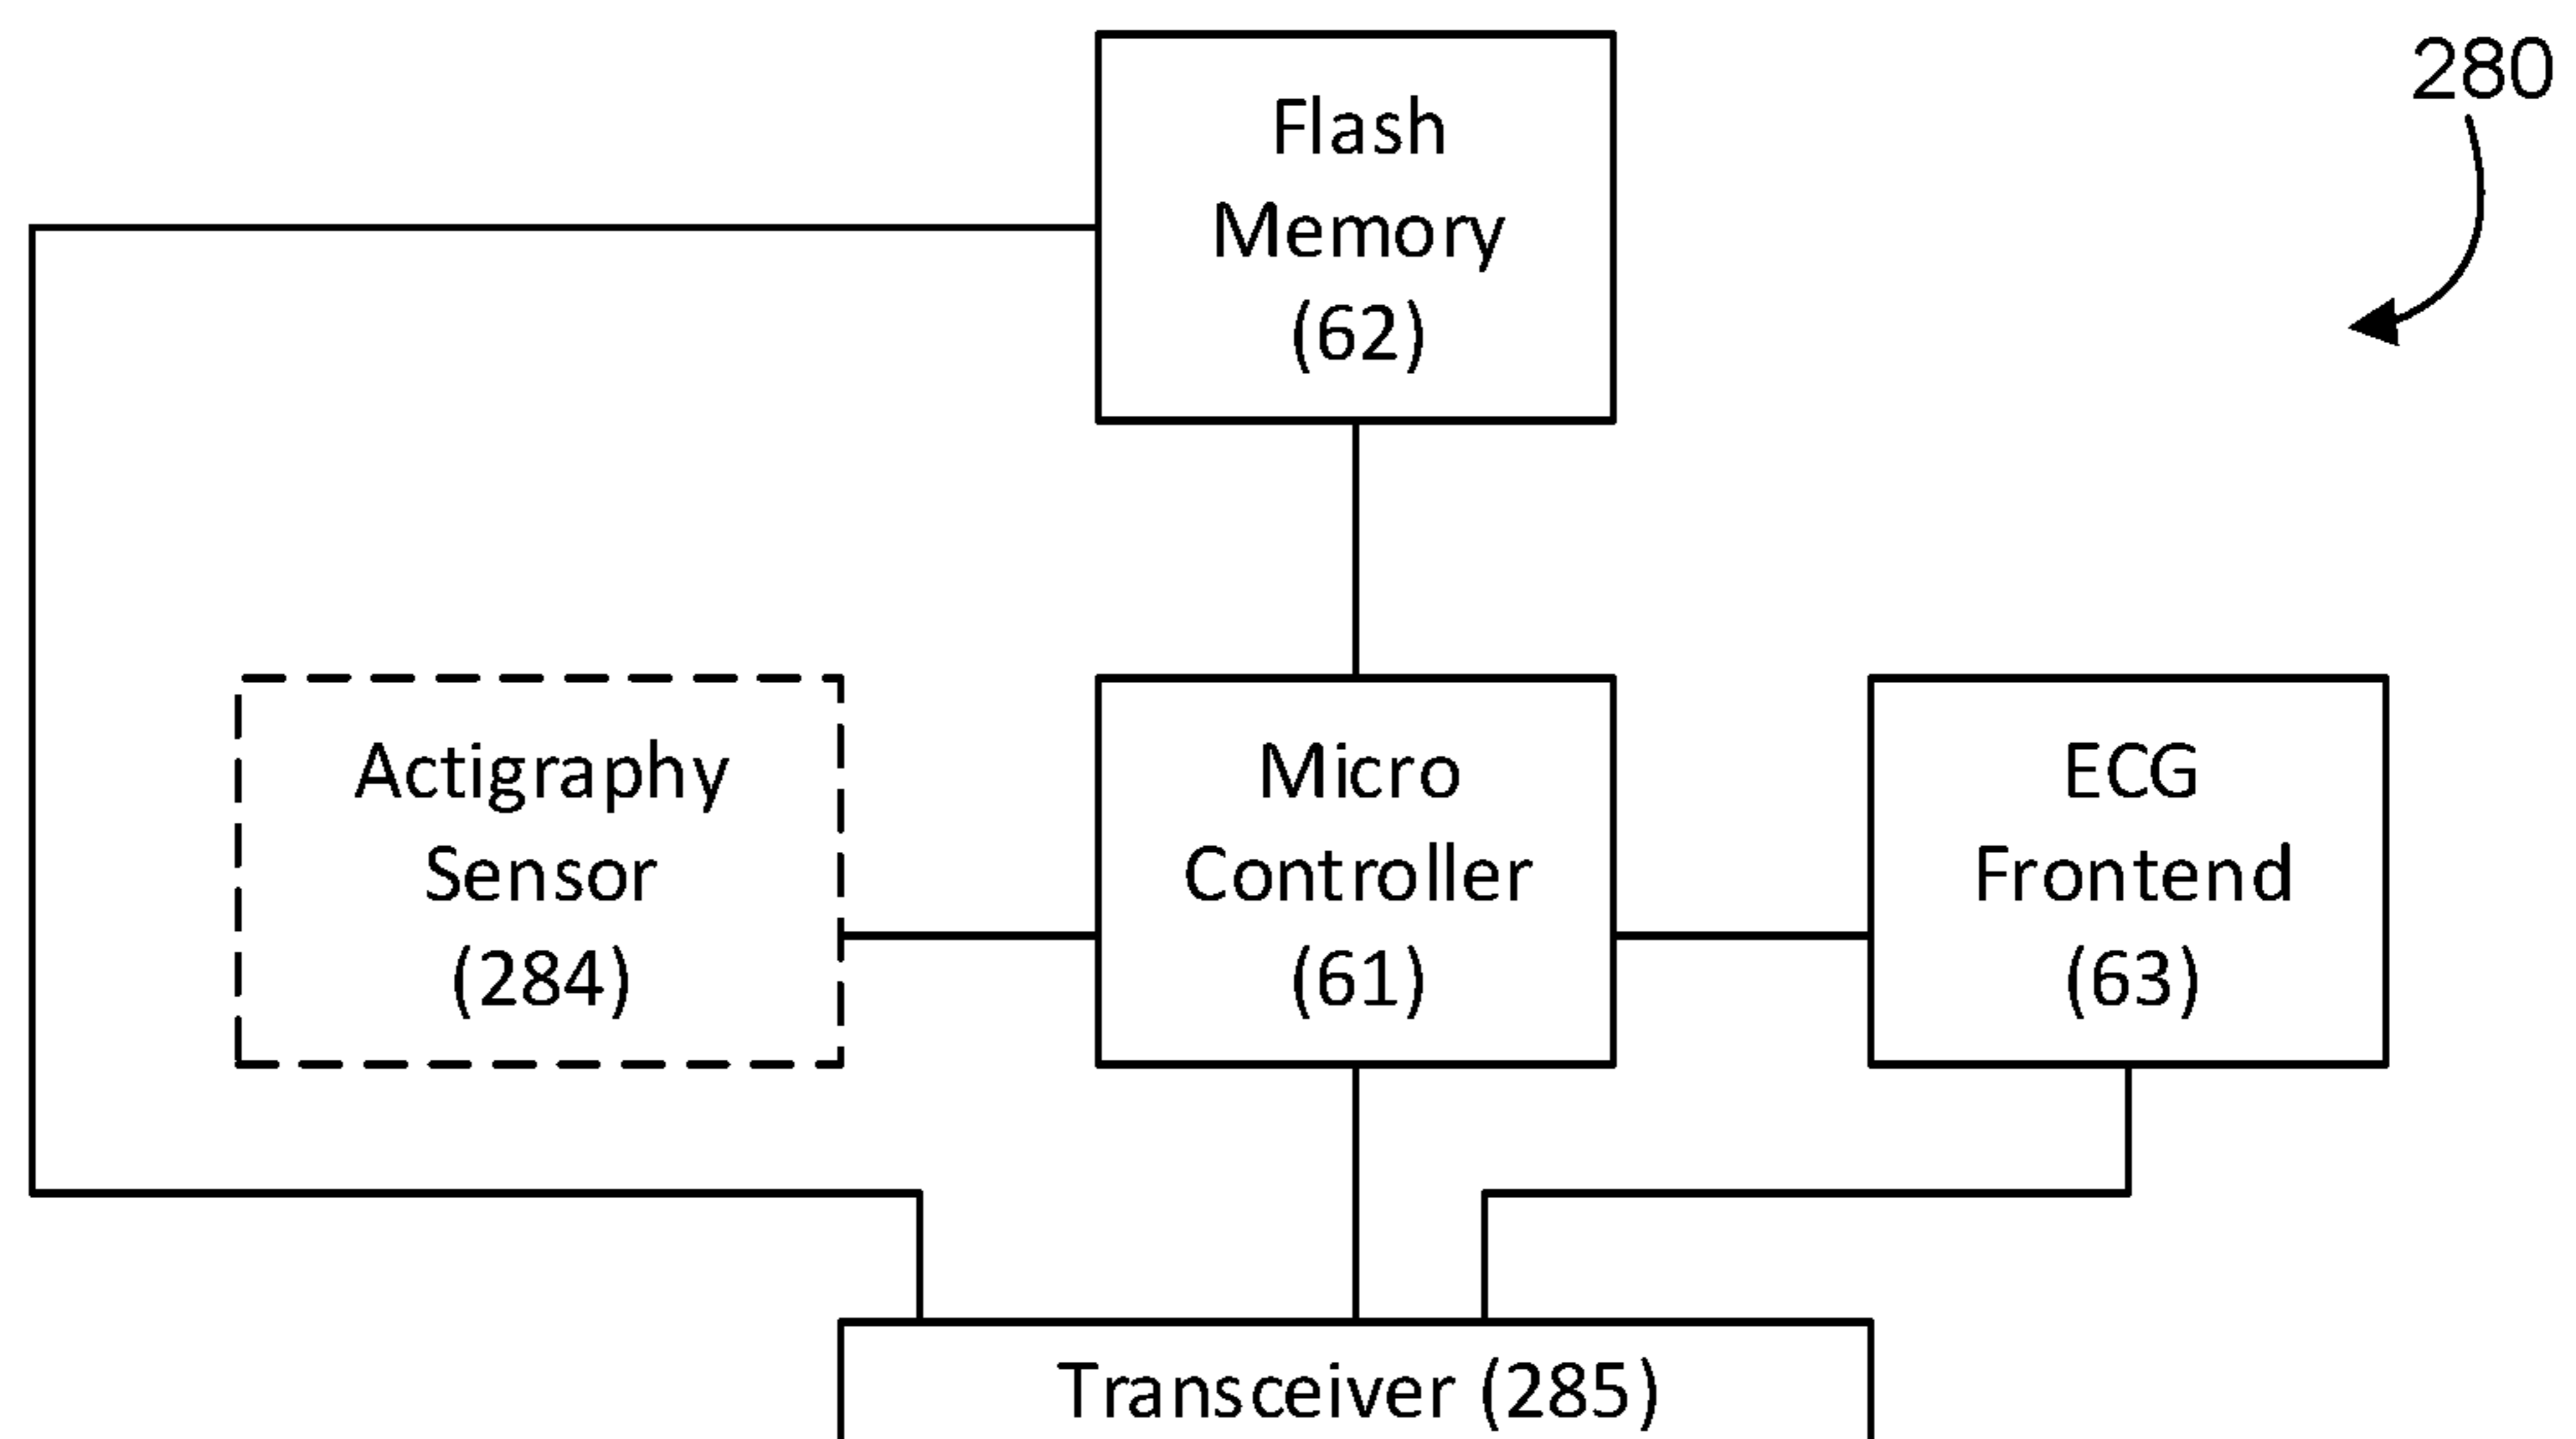 280
Flash
Memory
(62)
Actigraphy
Sensor
(284)
Micro
Controller
(61)
ECG
Frontend
(63)
Transceiver (285)